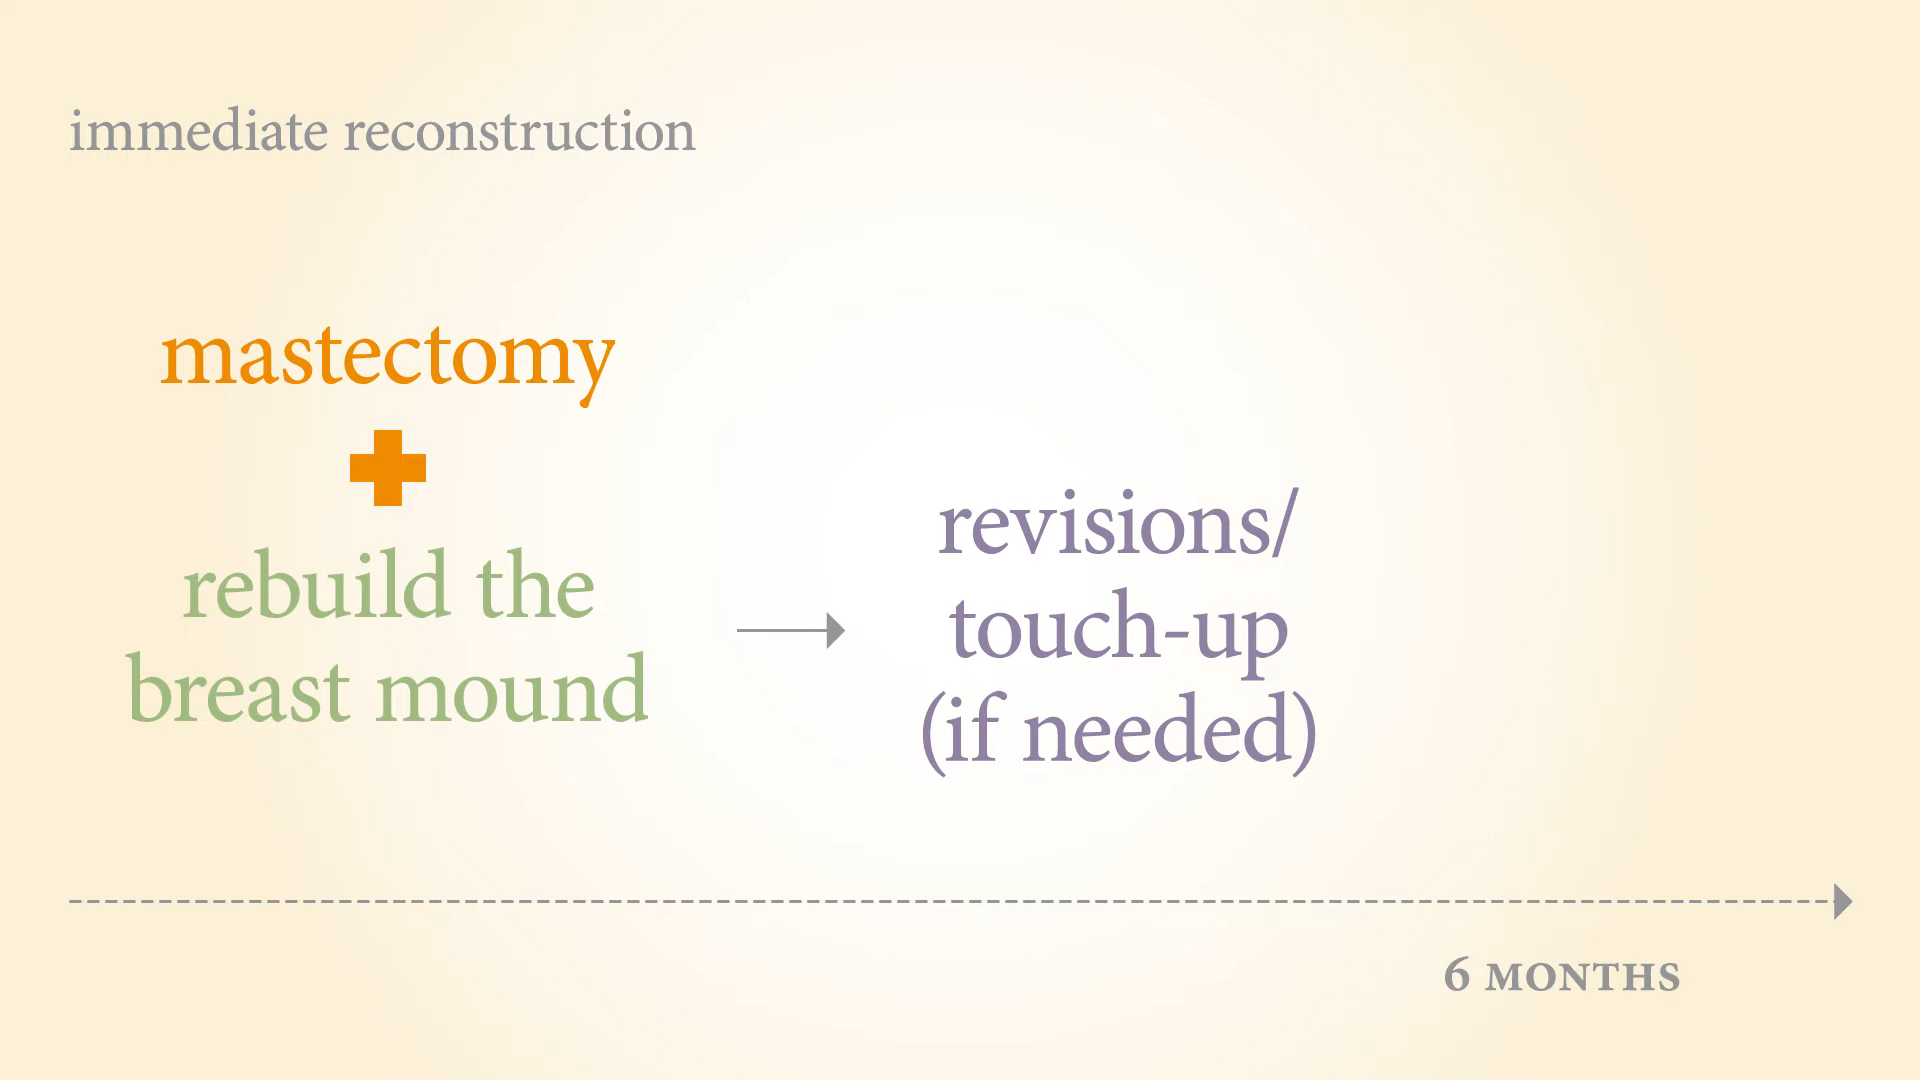 immediate reconstruction
mastectomy
rebuild the
breast mound
revisions/
touch-up
(if needed)
6 MONTHS